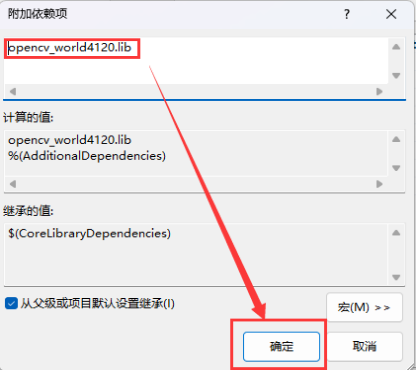 附加依赖项
?
opencv_world4120.lib
计算的值:
opencv_world4120.lib
%(AdditionalDependencies)
继承的值:
$(CoreLibraryDependencies)
从父级或项目默认设置继承(I)
宏(M) >>
确定
取消